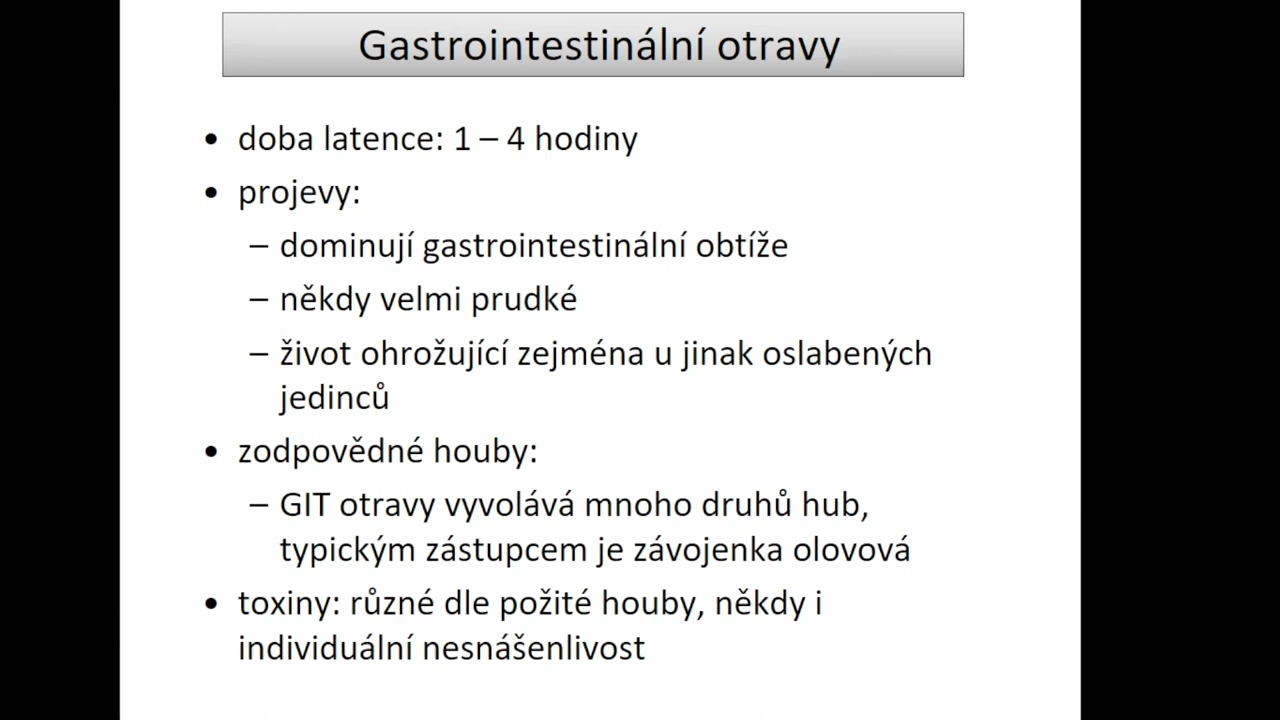 Gastrointestinální otravy
• doba latence: 1 – 4 hodiny
• projevy:
– dominují gastrointestinální obtíže
– někdy velmi prudké
– život ohrožující zejména u jinak oslabených
jedinců
• zodpovědné houby:
– GIT otravy vyvolává mnoho druhů hub,
typickým zástupcem je závojenka olovová
• toxiny: různé dle požité houby, někdy i
individuální nesnášenlivost